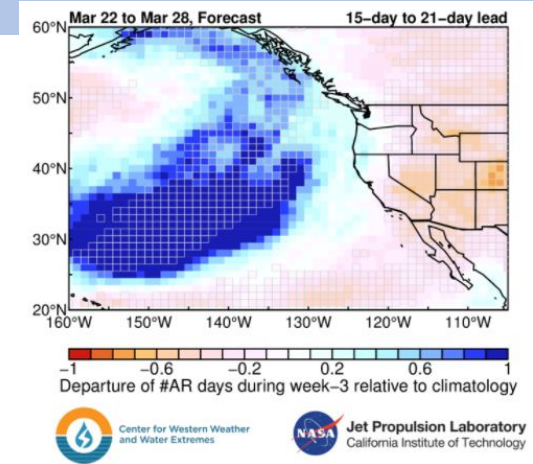 Mar 22 to Mar 28, Forecast 15-day to 21-day lead
60°N
50°N
40°N
30°N
20°N
160°W 150°W 140°W 130°W 120°W 110°W
-1 -0.6 -0.2 0.2 0.6 1
Departure of #AR days during week-3 relative to climatology
Center for Western Weather
and Water Extremes
NASA
Jet Propulsion Laboratory
California Institute of Technology